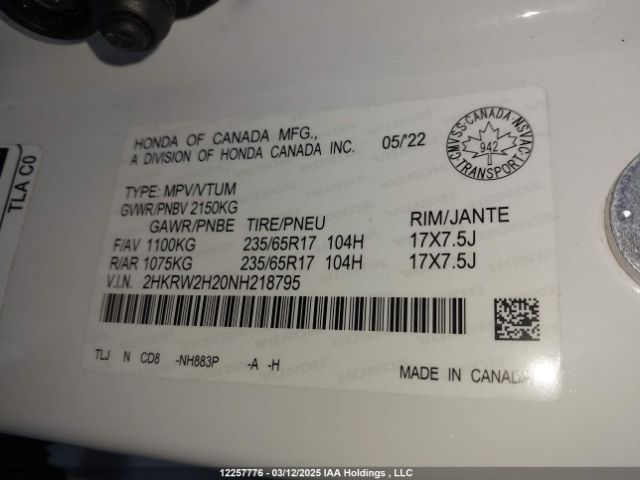 TLA C0
HONDA OF CANADA MFG.,
A DIVISION OF HONDA CANADA INC.
05/'22
CMVSS·CANADA·NSVAC
942
TRANSPORT
TYPE: MPV/VTUM
GVWR/PNBV 2150KG
GAWR/PNBE TIRE/PNEU RIM/JANTE
F/AV 1100KG 235/65R17 104H 17X7.5J
R/AR 1075KG 235/65R17 104H 17X7.5J
V.I.N. 2HKRW2H20NH218795
TLJ N CD8 -NH883P -A -H
MADE IN CANADA
12257776 - 03/12/2025 IAA Holdings , LLC